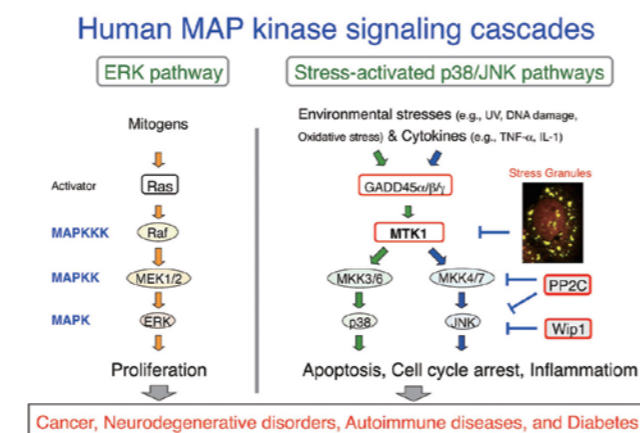 Human MAP kinase signaling cascades
ERK pathway
Stress-activated p38/JNK pathways
Mitogens
Environmental stresses (e.g., UV, DNA damage,
Oxidative stress) & Cytokines (e.g., TNF-α, IL-1)
Stress Granules
Activator
Ras
GADD45α/β/γ
MAPKKK
Raf
MTK1
MAPKK
MEK1/2
MKK3/6
MKK4/7
PP2C
MAPK
ERK
p38
JNK
Wip1
Proliferation
Apoptosis, Cell cycle arrest, Inflammatiom
Cancer, Neurodegenerative disorders, Autoimmune diseases, and Diabetes